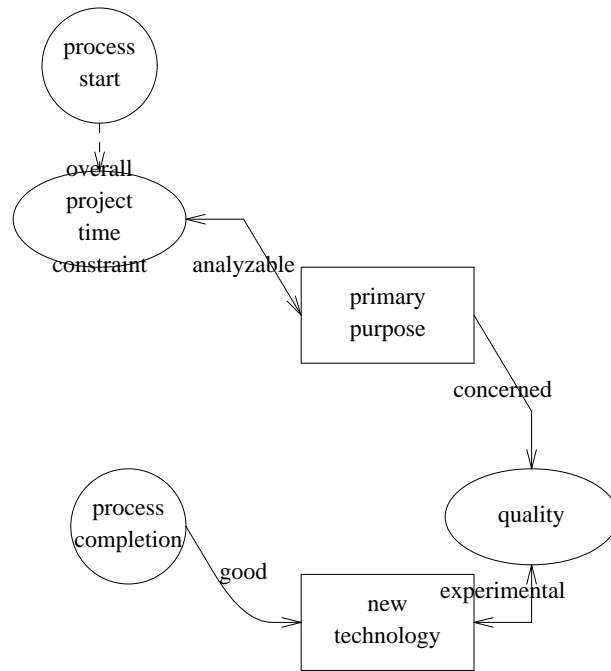 process
start
overall
project
time
constraint
analyzable
primary
purpose
concerned
process
completion
quality
good
experimental
new
technology